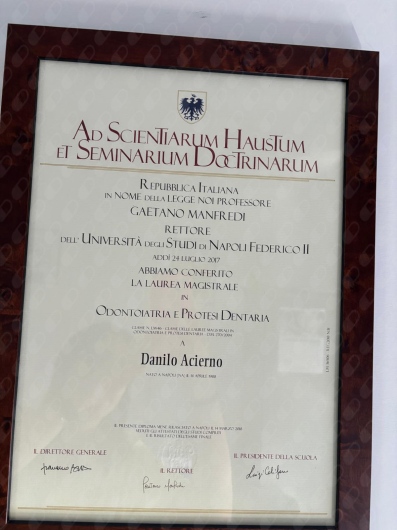 AD SCIENTIARUM HAUSTUM
ET SEMINARIUM DOCTRINARUM
REPUBBLICA ITALIANA
IN NOME DELLA LEGGE NOI PROFESSORE
GAETANO MANFREDI
RETTORE
DELL'UNIVERSITÀ DEGLI STUDI DI NAPOLI FEDERICO II
ADDÌ 24 LUGLIO 2017
ABBIAMO CONFERITO
LA LAUREA MAGISTRALE
IN
ODONTOIATRIA E PROTESI DENTARIA
A
Danilo Acierno
IL DIRETTORE GENERALE
IL RETTORE
IL PRESIDENTE DELLA SCUOLA